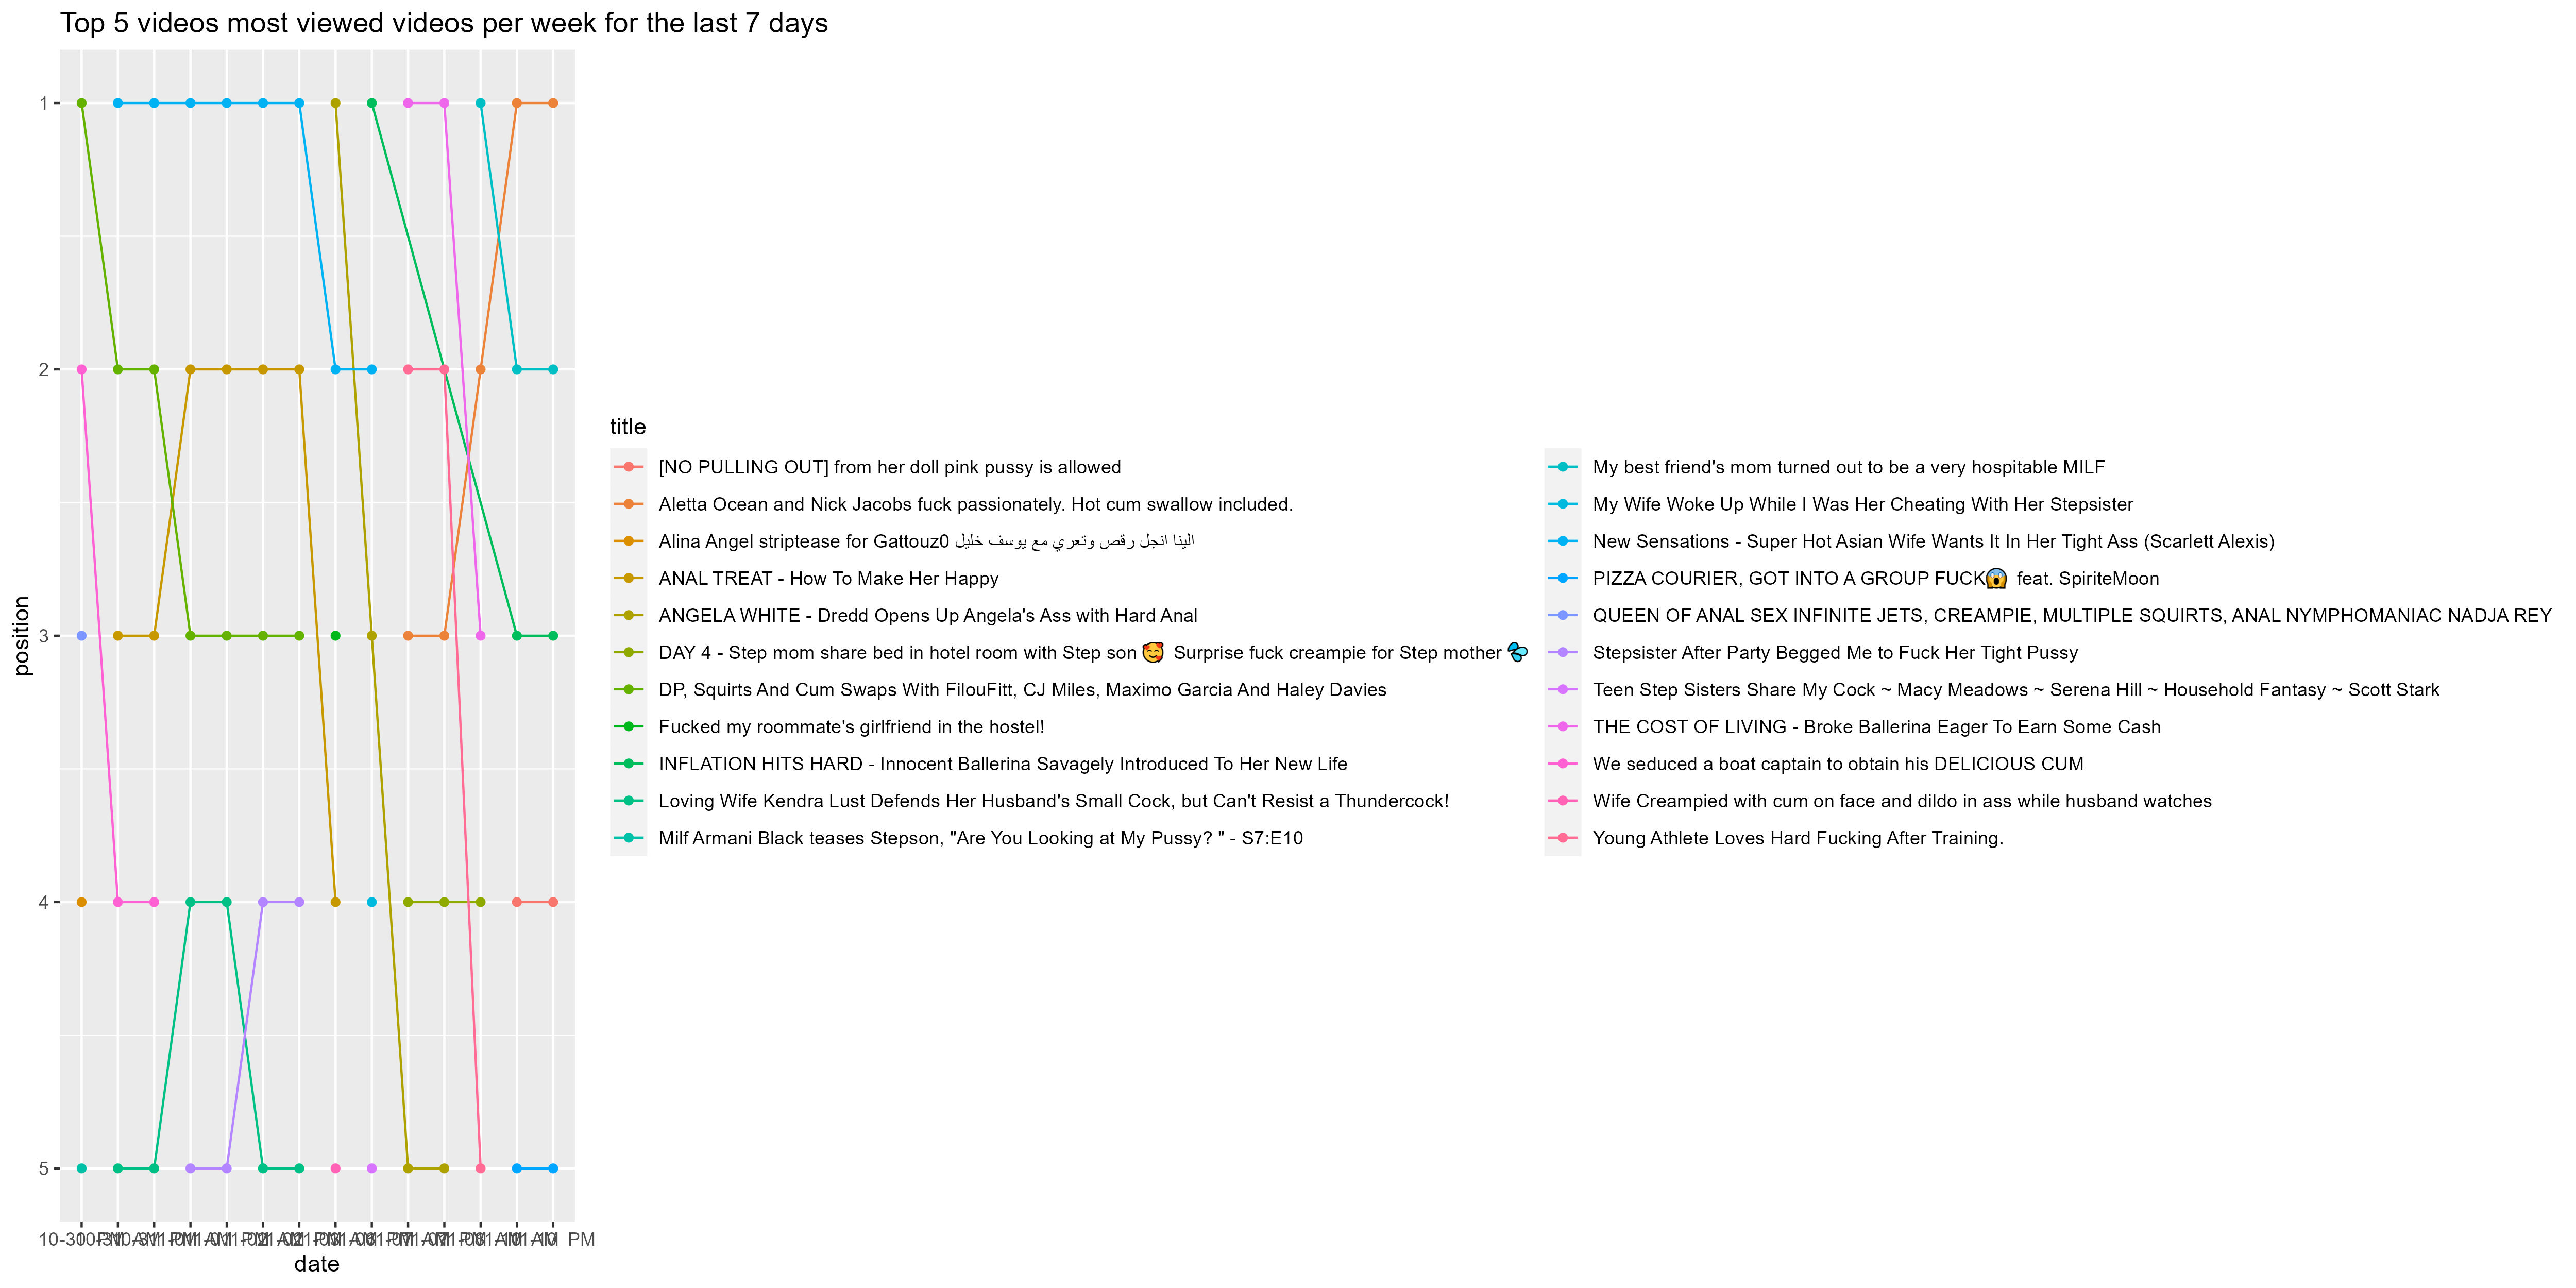 Top 5 videos most viewed videos per week for the last 7 days
1
2
3
4
5
position
date
title
[NO PULLING OUT] from her doll pink pussy is allowed
Aletta Ocean and Nick Jacobs fuck passionately. Hot cum swallow included.
Alina Angel striptease for Gattouz0 الينا انجل رقص وتعري مع يوسف خليل
ANAL TREAT - How To Make Her Happy
ANGELA WHITE - Dredd Opens Up Angela's Ass with Hard Anal
DAY 4 - Step mom share bed in hotel room with Step son 🥰 Surprise fuck creampie for Step mother 💦
DP, Squirts And Cum Swaps With FilouFitt, CJ Miles, Maximo Garcia And Haley Davies
Fucked my roommate's girlfriend in the hostel!
INFLATION HITS HARD - Innocent Ballerina Savagely Introduced To Her New Life
Loving Wife Kendra Lust Defends Her Husband's Small Cock, but Can't Resist a Thundercock!
Milf Armani Black teases Stepson, "Are You Looking at My Pussy? " - S7:E10
My best friend's mom turned out to be a very hospitable MILF
My Wife Woke Up While I Was Her Cheating With Her Stepsister
New Sensations - Super Hot Asian Wife Wants It In Her Tight Ass (Scarlett Alexis)
PIZZA COURIER, GOT INTO A GROUP FUCK😱 feat. SpiriteMoon
QUEEN OF ANAL SEX INFINITE JETS, CREAMPIE, MULTIPLE SQUIRTS, ANAL NYMPHOMANIAC NADJA REY
Stepsister After Party Begged Me to Fuck Her Tight Pussy
Teen Step Sisters Share My Cock ~ Macy Meadows ~ Serena Hill ~ Household Fantasy ~ Scott Stark
THE COST OF LIVING - Broke Ballerina Eager To Earn Some Cash
We seduced a boat captain to obtain his DELICIOUS CUM
Wife Creampied with cum on face and dildo in ass while husband watches
Young Athlete Loves Hard Fucking After Training.